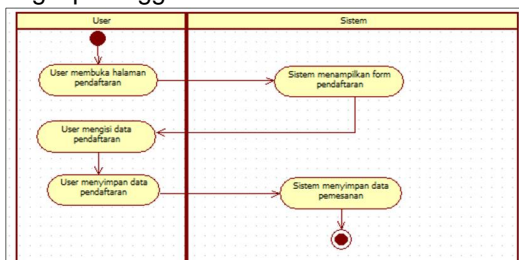 User
Sistem
User membuka halaman
pendaftaran
Sistem menampilkan form
pendaftaran
User mengisi data
pendaftaran
User menyimpan data
pendaftaran
Sistem menyimpan data
pemesanan